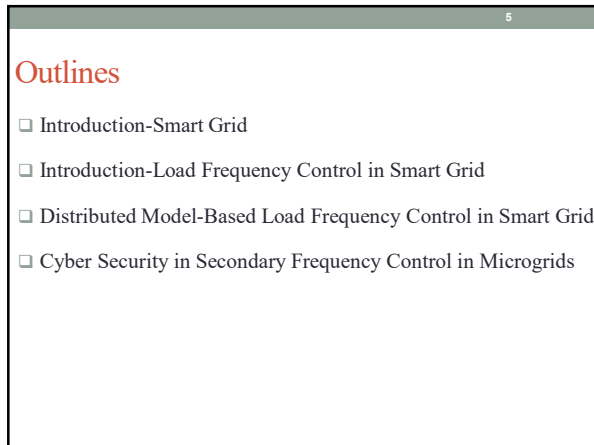 5
Outlines
Introduction-Smart Grid
Introduction-Load Frequency Control in Smart Grid
Distributed Model-Based Load Frequency Control in Smart Grid
Cyber Security in Secondary Frequency Control in Microgrids